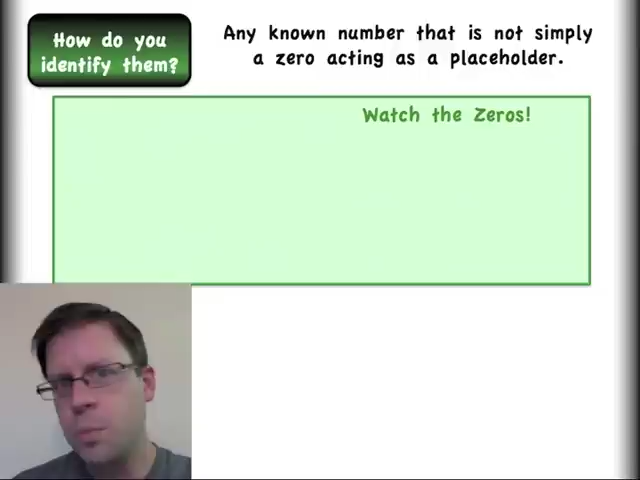 How do you
identify them?
Any known number that is not simply
a zero acting as a placeholder.
Watch the Zeros!